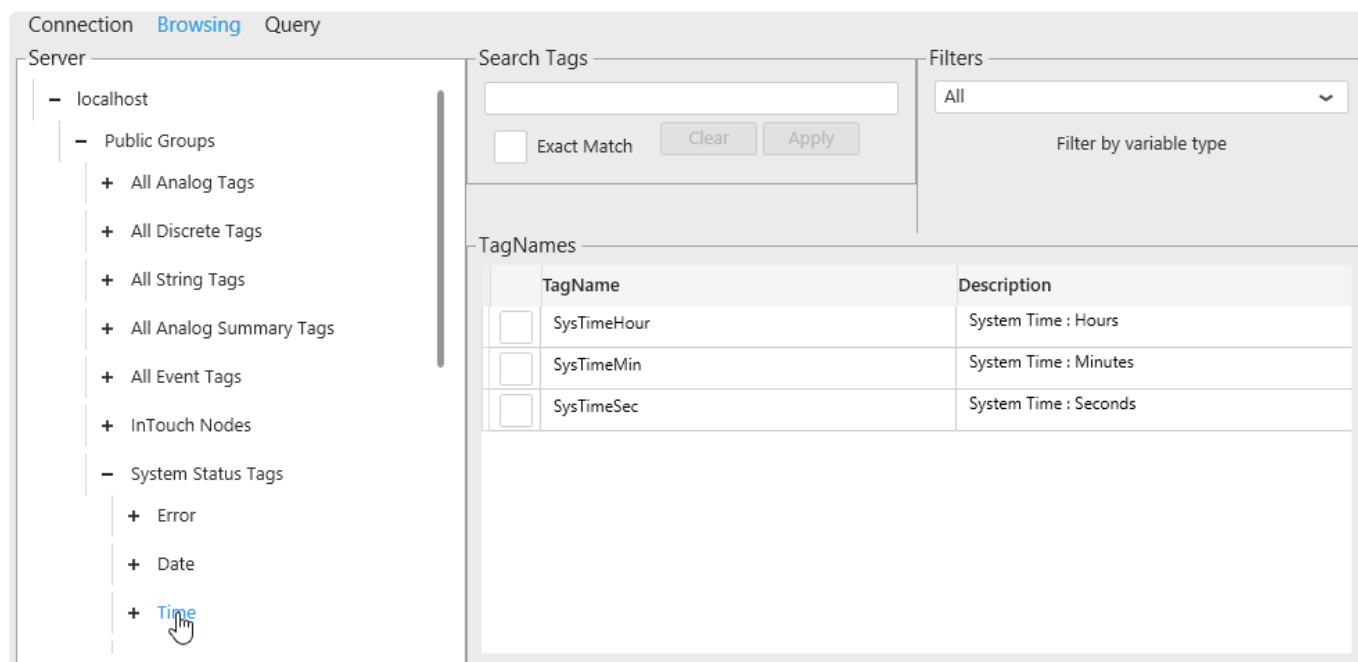 Connection Browsing Query
Server
localhost
Public Groups
All Analog Tags
All Discrete Tags
All String Tags
All Analog Summary Tags
All Event Tags
InTouch Nodes
System Status Tags
Error
Date
Time
Search Tags
Exact Match Clear Apply
Filters
All
Filter by variable type
TagNames
TagName Description
SysTimeHour System Time : Hours
SysTimeMin System Time : Minutes
SysTimeSec System Time : Seconds